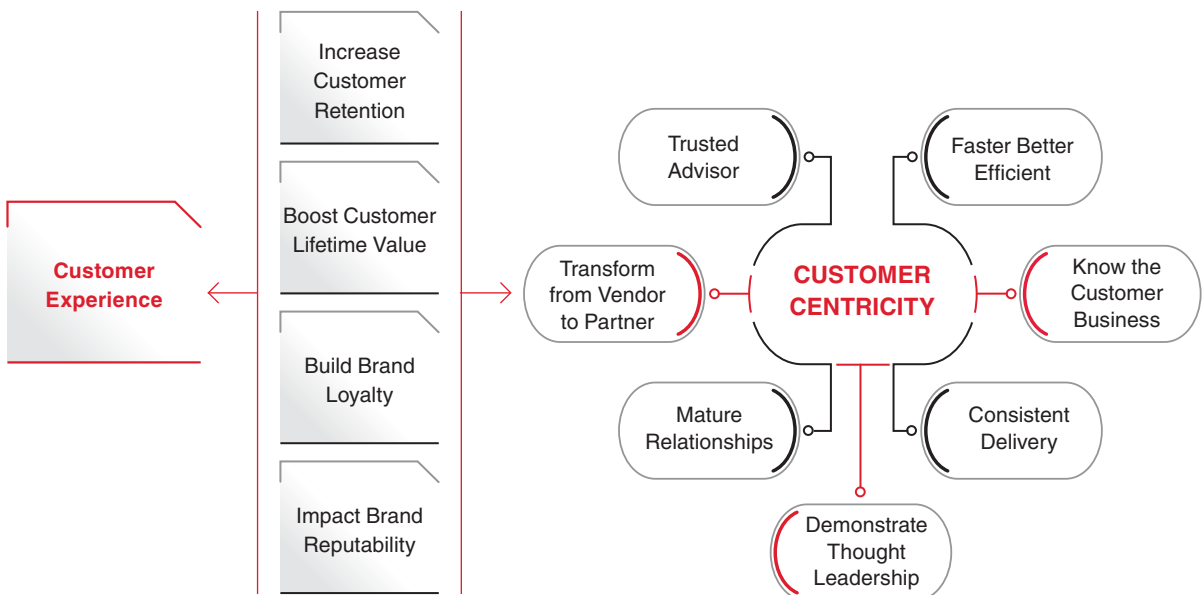 Customer
Experience
Increase
Customer
Retention
Boost Customer
Lifetime Value
Build Brand
Loyalty
Impact Brand
Reputability
Trusted
Advisor
Faster Better
Efficient
Transform
from Vendor
to Partner
CUSTOMER
CENTRICITY
Know the
Customer
Business
Mature
Relationships
Consistent
Delivery
Demonstrate
Thought
Leadership